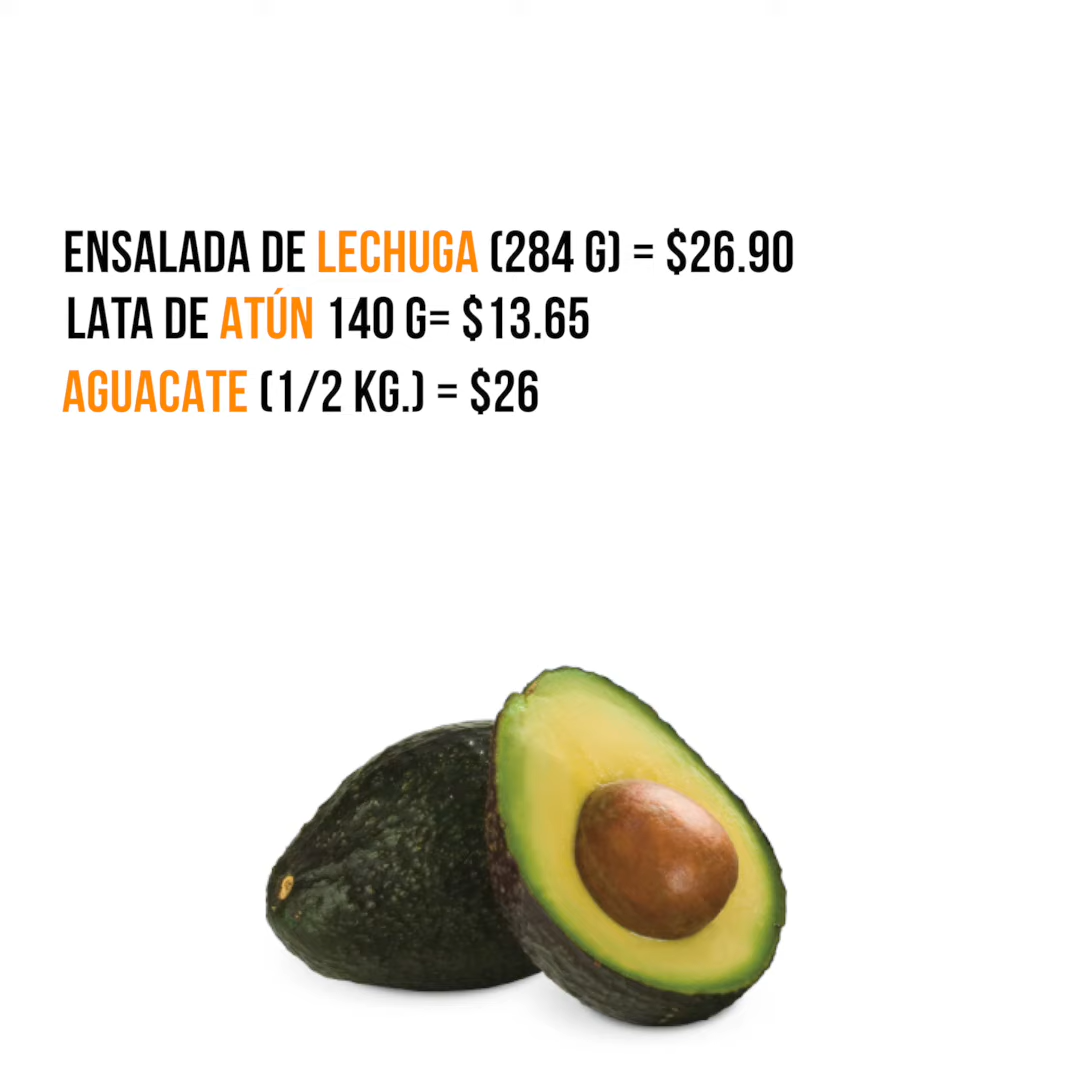 ENSALADA DE LECHUGA (284 G) = $26.90
LATA DE ATÚN 140 G= $13.65
AGUACATE (1/2 KG.) = $26